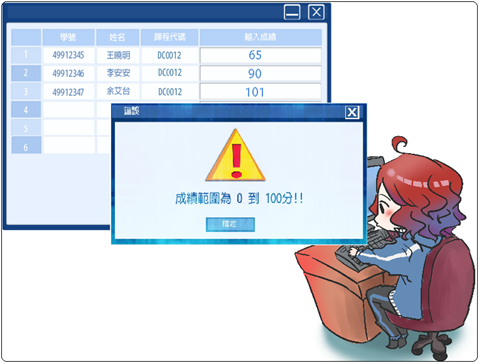 學號 姓名 課程代碼 輸入成績
1 49912345 王曉明 DC0012 65
2 49912346 李安安 DC0012 90
3 49912347 余艾台 DC0012 101
4
5
6
錯誤
成績範圍為 0 到 100分!!
確定